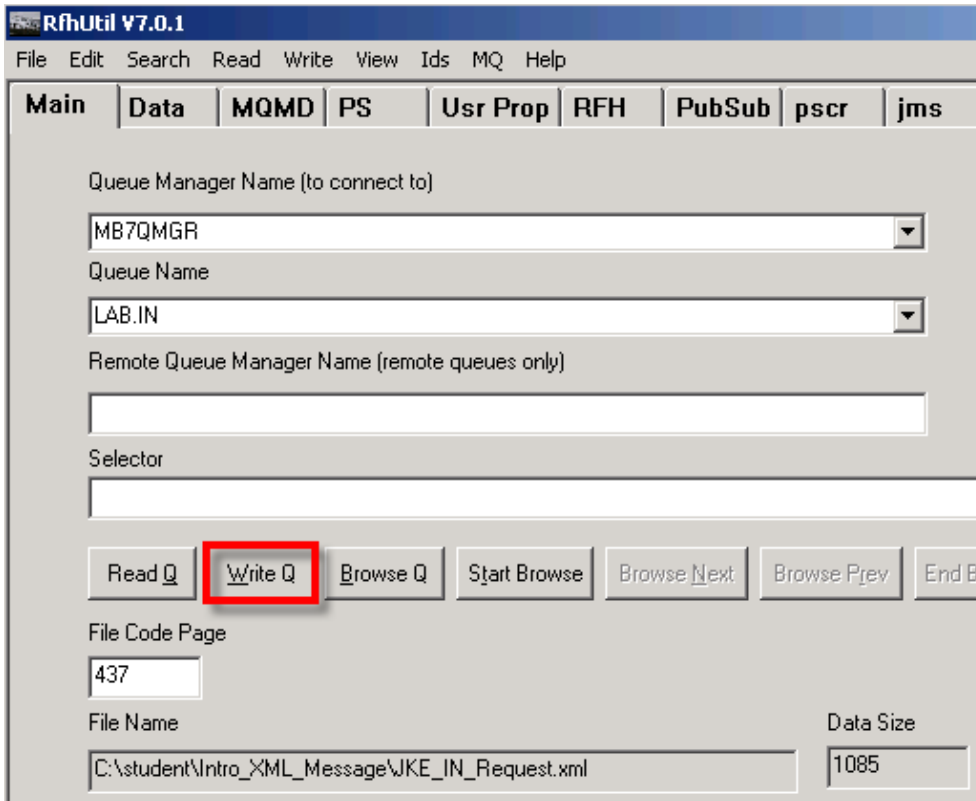 RfhUtil V7.0.1
File Edit Search Read Write View Ids MQ Help
Main Data MQMD PS Usr Prop RFH PubSub pscr jms
Queue Manager Name (to connect to)
MB7QMGR
Queue Name
LAB.IN
Remote Queue Manager Name (remote queues only)
Selector
Read Q Write Q Browse Q Start Browse Browse Next Browse Prev End B
File Code Page
437
File Name Data Size
C:\student\Intro_XML_Message\JKE_IN_Request.xml 1085